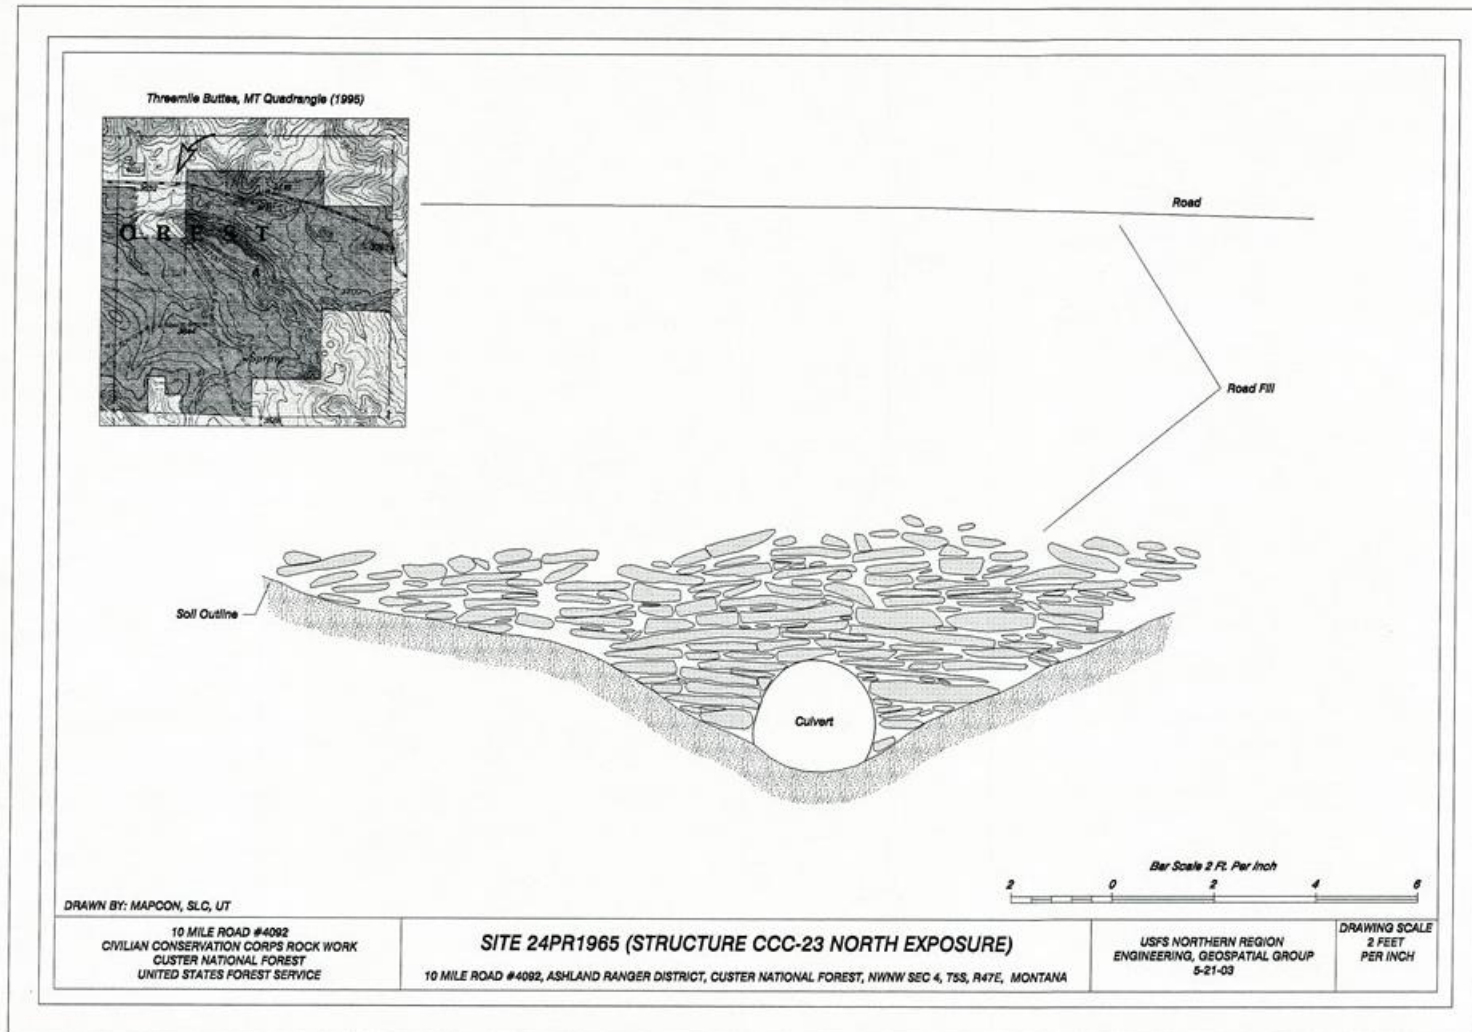 Threemile Buttes, MT Quadrangle (1995)
O R E S T
Spring
Road
Road Fill
Soil Outline
Culvert
Bar Scale 2 Ft. Per Inch
2 0 2 4 6
DRAWN BY: MAPCON, SLC, UT
10 MILE ROAD #4092
CIVILIAN CONSERVATION CORPS ROCK WORK
CUSTER NATIONAL FOREST
UNITED STATES FOREST SERVICE
SITE 24PR1965 (STRUCTURE CCC-23 NORTH EXPOSURE)
10 MILE ROAD #4092, ASHLAND RANGER DISTRICT, CUSTER NATIONAL FOREST, NWNW SEC 4, T5S, R47E, MONTANA
USFS NORTHERN REGION
ENGINEERING, GEOSPATIAL GROUP
5-21-03
DRAWING SCALE
2 FEET
PER INCH